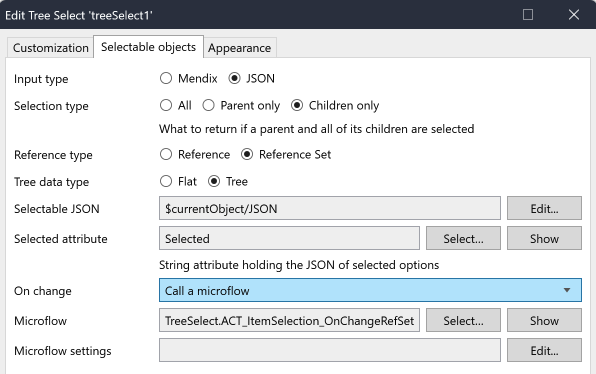 Edit Tree Select 'treeSelect1'
Customization Selectable objects Appearance
Input type Mendix JSON
Selection type All Parent only Children only
What to return if a parent and all of its children are selected
Reference type Reference Reference Set
Tree data type Flat Tree
Selectable JSON $currentObject/JSON Edit...
Selected attribute Selected Select... Show
String attribute holding the JSON of selected options
On change Call a microflow
Microflow TreeSelect.ACT_ItemSelection_OnChangeRefSet Select... Show
Microflow settings Edit...